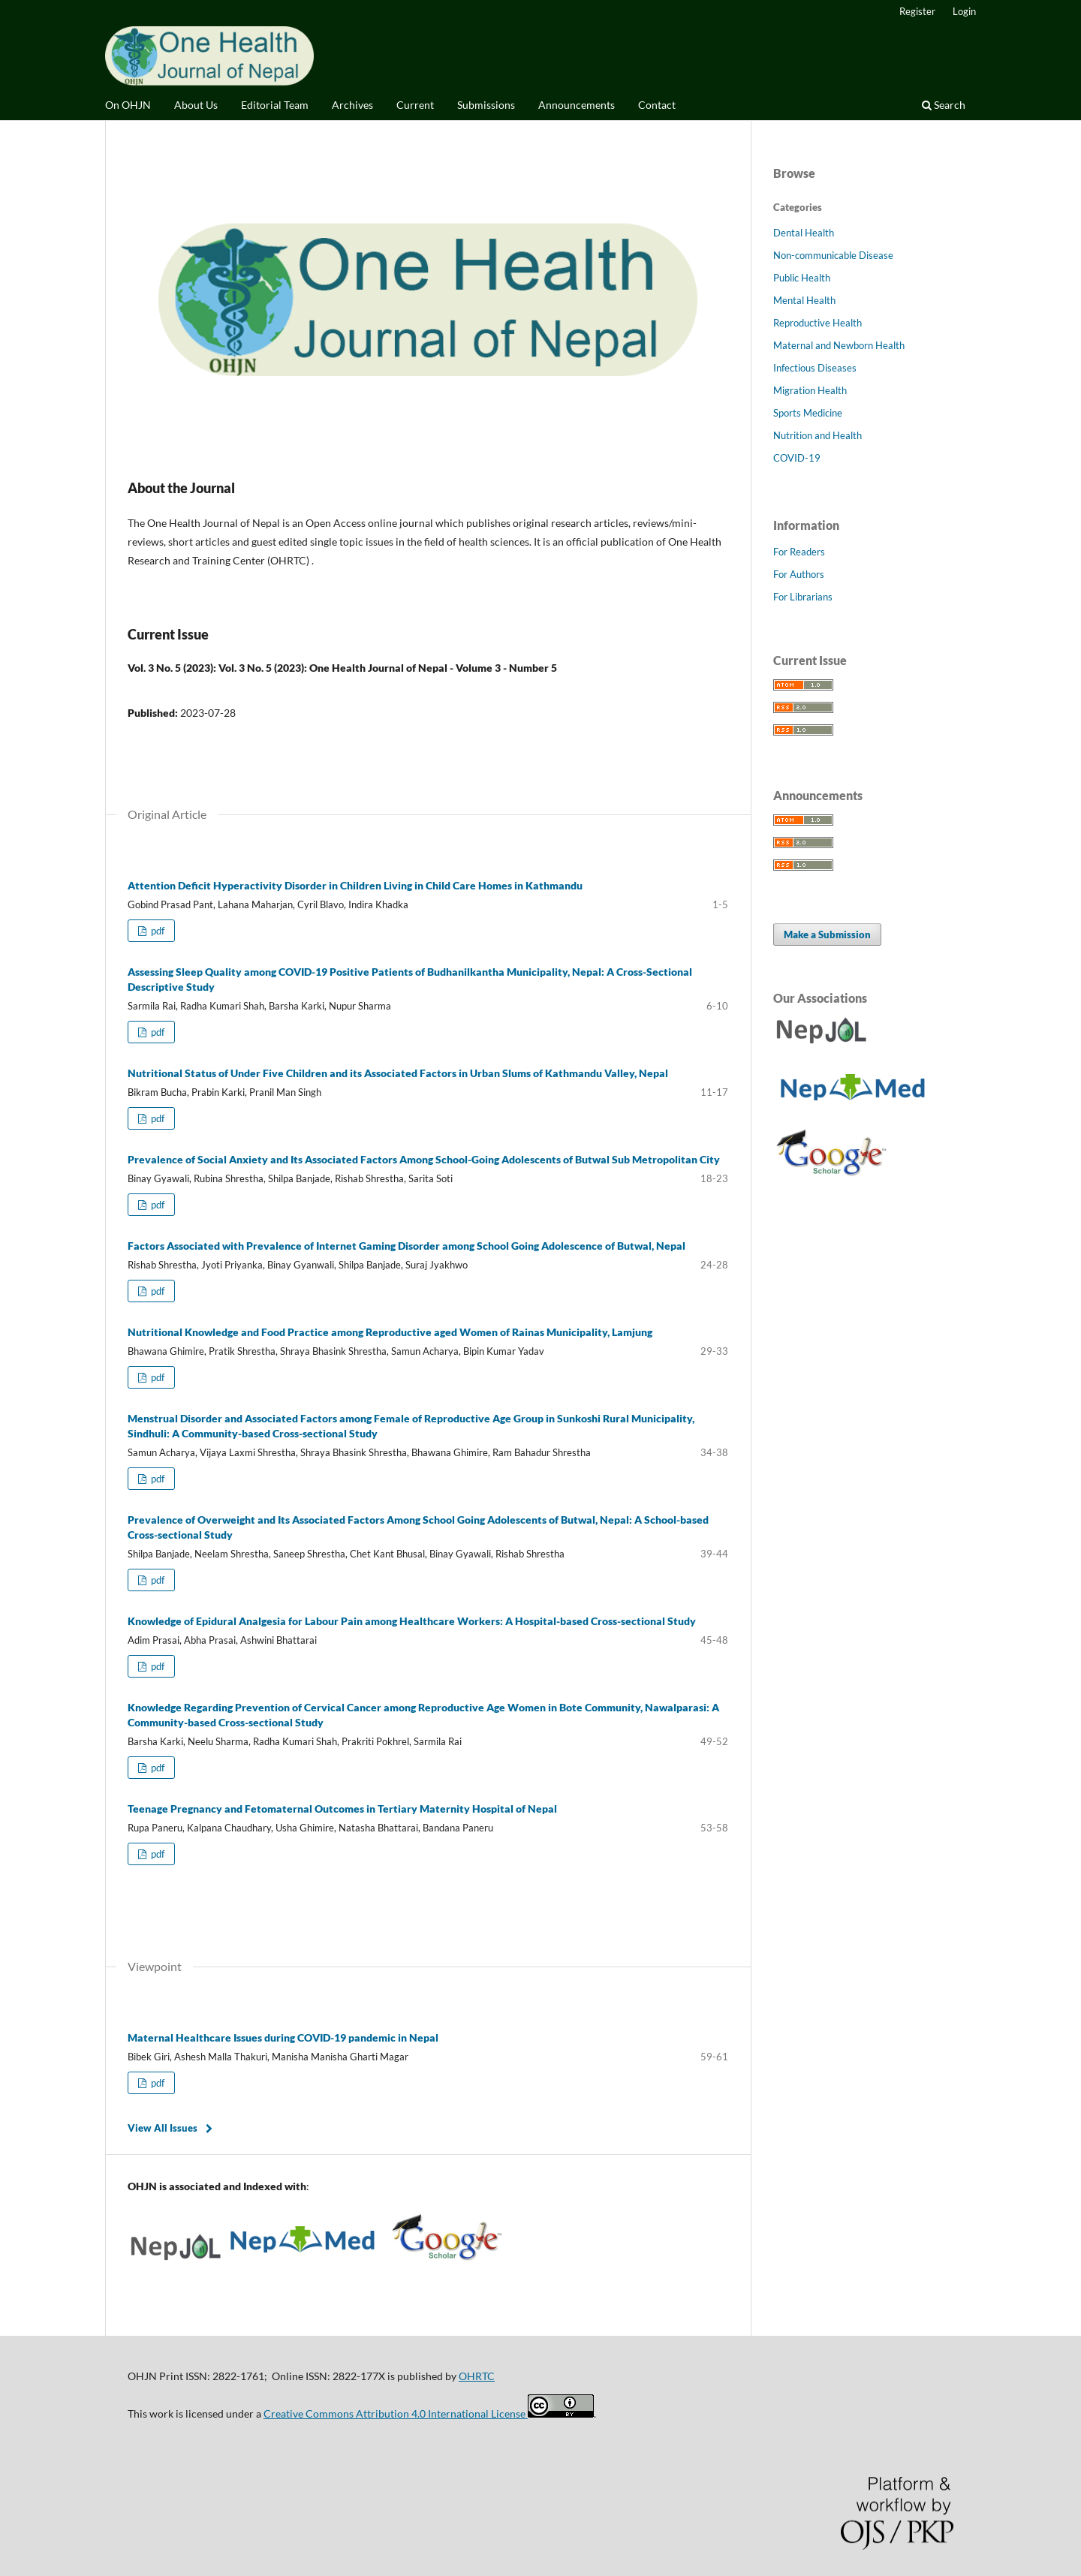 Register Login
One Health
Journal of Nepal
OHJN
On OHJN About Us Editorial Team Archives Current Submissions Announcements Contact Search
One Health
Journal of Nepal
OHJN
About the Journal
The One Health Journal of Nepal is an Open Access online journal which publishes original research articles, reviews/mini-
reviews, short articles and guest edited single topic issues in the field of health sciences. It is an official publication of One Health
Research and Training Center (OHRTC) .
Current Issue
Vol. 3 No. 5 (2023): Vol. 3 No. 5 (2023): One Health Journal of Nepal - Volume 3 - Number 5
Published: 2023-07-28
Original Article
Attention Deficit Hyperactivity Disorder in Children Living in Child Care Homes in Kathmandu
Gobind Prasad Pant, Lahana Maharjan, Cyril Blavo, Indira Khadka 1-5
pdf
Assessing Sleep Quality among COVID-19 Positive Patients of Budhanilkantha Municipality, Nepal: A Cross-Sectional
Descriptive Study
Sarmila Rai, Radha Kumari Shah, Barsha Karki, Nupur Sharma 6-10
pdf
Nutritional Status of Under Five Children and its Associated Factors in Urban Slums of Kathmandu Valley, Nepal
Bikram Bucha, Prabin Karki, Pranil Man Singh 11-17
pdf
Prevalence of Social Anxiety and Its Associated Factors Among School-Going Adolescents of Butwal Sub Metropolitan City
Binay Gyawali, Rubina Shrestha, Shilpa Banjade, Rishab Shrestha, Sarita Soti 18-23
pdf
Factors Associated with Prevalence of Internet Gaming Disorder among School Going Adolescence of Butwal, Nepal
Rishab Shrestha, Jyoti Priyanka, Binay Gyanwali, Shilpa Banjade, Suraj Jyakhwo 24-28
pdf
Nutritional Knowledge and Food Practice among Reproductive aged Women of Rainas Municipality, Lamjung
Bhawana Ghimire, Pratik Shrestha, Shraya Bhasink Shrestha, Samun Acharya, Bipin Kumar Yadav 29-33
pdf
Menstrual Disorder and Associated Factors among Female of Reproductive Age Group in Sunkoshi Rural Municipality,
Sindhuli: A Community-based Cross-sectional Study
Samun Acharya, Vijaya Laxmi Shrestha, Shraya Bhasink Shrestha, Bhawana Ghimire, Ram Bahadur Shrestha 34-38
pdf
Prevalence of Overweight and Its Associated Factors Among School Going Adolescents of Butwal, Nepal: A School-based
Cross-sectional Study
Shilpa Banjade, Neelam Shrestha, Saneep Shrestha, Chet Kant Bhusal, Binay Gyawali, Rishab Shrestha 39-44
pdf
Knowledge of Epidural Analgesia for Labour Pain among Healthcare Workers: A Hospital-based Cross-sectional Study
Adim Prasai, Abha Prasai, Ashwini Bhattarai 45-48
pdf
Knowledge Regarding Prevention of Cervical Cancer among Reproductive Age Women in Bote Community, Nawalparasi: A
Community-based Cross-sectional Study
Barsha Karki, Neelu Sharma, Radha Kumari Shah, Prakriti Pokhrel, Sarmila Rai 49-52
pdf
Teenage Pregnancy and Fetomaternal Outcomes in Tertiary Maternity Hospital of Nepal
Rupa Paneru, Kalpana Chaudhary, Usha Ghimire, Natasha Bhattarai, Bandana Paneru 53-58
pdf
Viewpoint
Maternal Healthcare Issues during COVID-19 pandemic in Nepal
Bibek Giri, Ashesh Malla Thakuri, Manisha Manisha Gharti Magar 59-61
pdf
View All Issues
OHJN is associated and Indexed with:
NepJOL NepMed Google Scholar
Browse
Categories
Dental Health
Non-communicable Disease
Public Health
Mental Health
Reproductive Health
Maternal and Newborn Health
Infectious Diseases
Migration Health
Sports Medicine
Nutrition and Health
COVID-19
Information
For Readers
For Authors
For Librarians
Current Issue
ATOM 1.0
RSS 2.0
RSS 1.0
Announcements
ATOM 1.0
RSS 2.0
RSS 1.0
Make a Submission
Our Associations
NepJOL
NepMed
Google
Scholar
OHJN Print ISSN: 2822-1761; Online ISSN: 2822-177X is published by OHRTC
This work is licensed under a Creative Commons Attribution 4.0 International License cc BY.
Platform &
workflow by
OJS / PKP